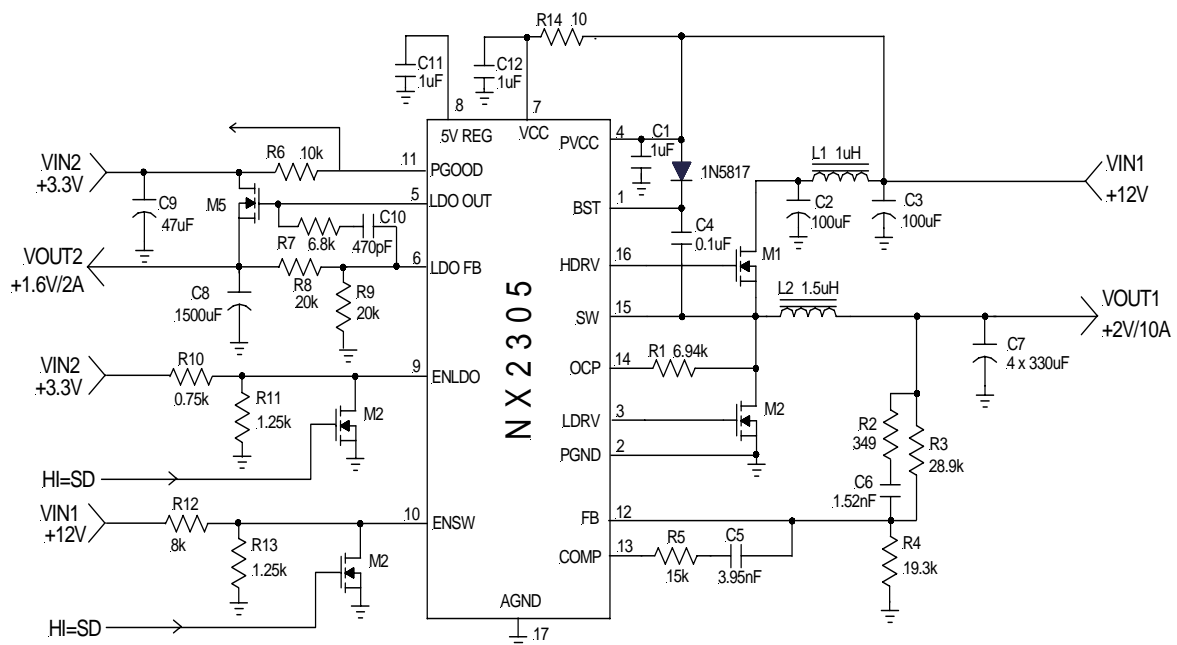 R14 10
C11
1uF
C12
1uF
8
7
5V REG
VCC
PVCC
4
C1
1uF
1N5817
L1 1uH
VIN1
+12V
VIN2
+3.3V
R6 10k
11
PGOOD
C9
47uF
M5
5
LDO OUT
R7
6.8k
C10
470pF
BST
1
C4
0.1uF
C2
100uF
C3
100uF
VOUT2
+1.6V/2A
6
LDO FB
R8
20k
R9
20k
C8
1500uF
HDRV
16
M1
NX2305
SW
15
L2 1.5uH
VOUT1
+2V/10A
C7
4 x 330uF
OCP
14
R1 6.94k
VIN2
+3.3V
R10
0.75k
9
ENLDO
R11
1.25k
M2
HI=SD
LDRV
3
M2
PGND
2
R2
349
R3
28.9k
C6
1.52nF
VIN1
+12V
R12
8k
10
ENSW
R13
1.25k
M2
HI=SD
FB
12
COMP
13
R5
15k
C5
3.95nF
R4
19.3k
AGND
17